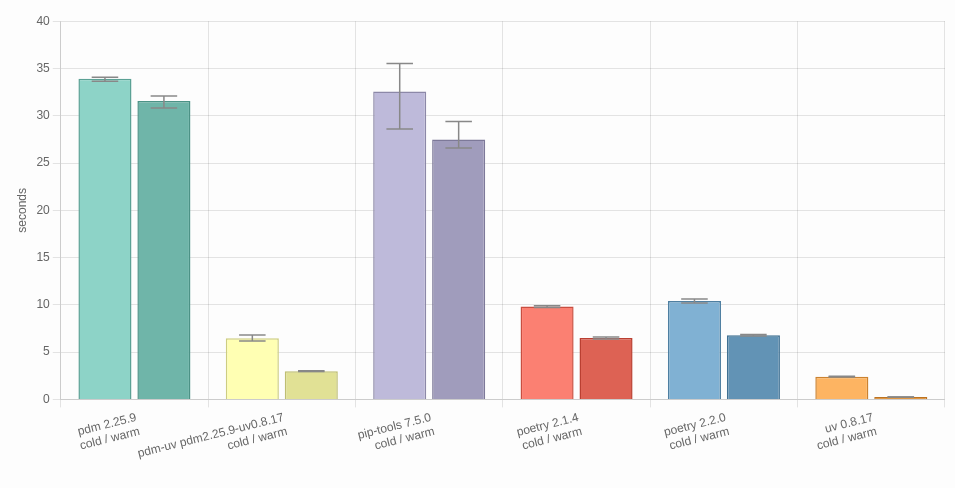 40
35
30
25
20
15
10
5
0
seconds
pdm 2.25.9
cold / warm
pdm-uv pdm2.25.9-uv0.8.17
cold / warm
pip-tools 7.5.0
cold / warm
poetry 2.1.4
cold / warm
poetry 2.2.0
cold / warm
uv 0.8.17
cold / warm